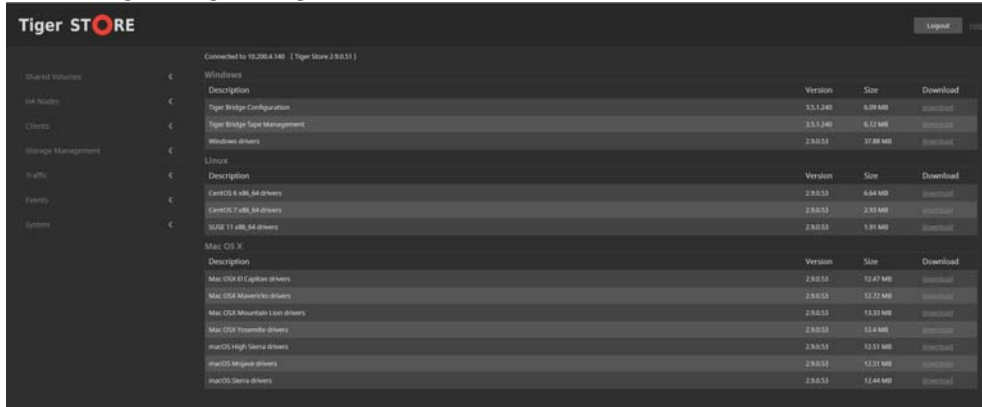 Tiger STORE
Logout
Connected to 10.200.4.140 [ Tiger Store 2.9.0.51 ]
Shared Volumes
HA Nodes
Clients
Storage Management
Traffic
Events
System
Windows
Description Version Size Download
Tiger Bridge Configuration 3.5.1.240 6.09 MB download
Tiger Bridge Tape Management 3.5.1.240 6.12 MB download
Windows drivers 2.9.0.53 37.88 MB download
Linux
Description Version Size Download
CentOS 6 x86_64 drivers 2.9.0.53 6.64 MB download
CentOS 7 x86_64 drivers 2.9.0.53 2.93 MB download
SUSE 11 x86_64 drivers 2.9.0.53 1.91 MB download
Mac OS X
Description Version Size Download
Mac OSX El Capitan drivers 2.9.0.53 12.47 MB download
Mac OSX Mavericks drivers 2.9.0.53 12.72 MB download
Mac OSX Mountain Lion drivers 2.9.0.53 13.33 MB download
Mac OSX Yosemite drivers 2.9.0.53 12.4 MB download
macOS High Sierra drivers 2.9.0.53 12.51 MB download
macOS Mojave drivers 2.9.0.53 12.51 MB download
macOS Sierra drivers 2.9.0.53 12.44 MB download